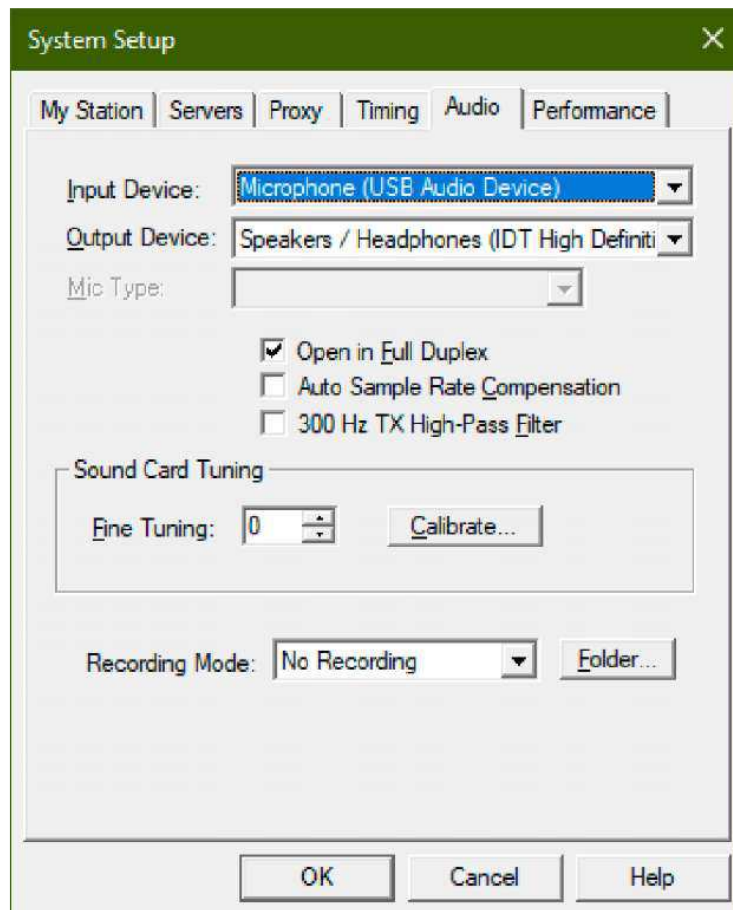 System Setup
My Station Servers Proxy Timing Audio Performance
Input Device: Microphone (USB Audio Device)
Output Device: Speakers / Headphones (IDT High Definiti
Mic Type:
Open in Full Duplex
Auto Sample Rate Compensation
300 Hz TX High-Pass Filter
Sound Card Tuning
Fine Tuning: 0 Calibrate...
Recording Mode: No Recording Folder...
OK Cancel Help